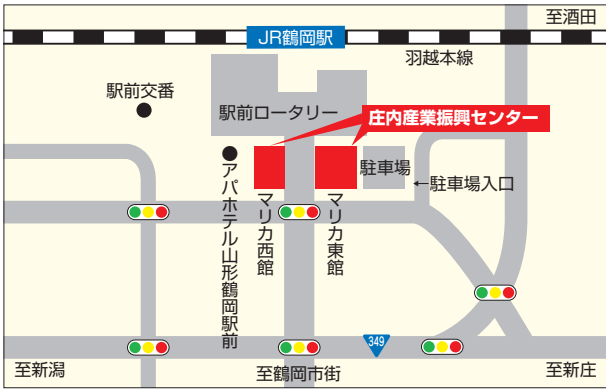 至酒田
JR鶴岡駅
羽越本線
駅前交番
駅前ロータリー
庄内産業振興センター
駐車場
←駐車場入口
アパホテル山形鶴岡駅前
マリカ西館
マリカ東館
349
至新潟
至鶴岡市街
至新庄